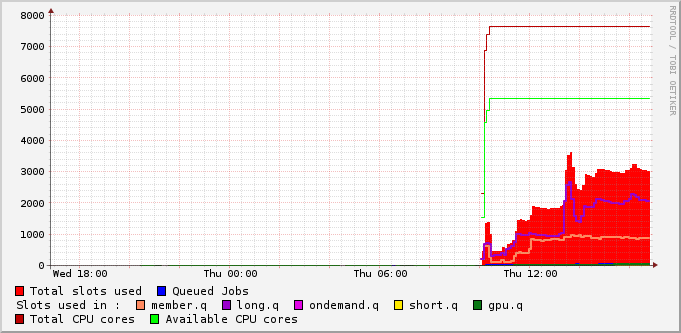 8000
7000
6000
5000
4000
3000
2000
1000
0
Wed 18:00 Thu 00:00 Thu 06:00 Thu 12:00
RRDTOOL / TOBI OETIKER
Total slots used Queued Jobs
Slots used in : member.q long.q ondemand.q short.q gpu.q
Total CPU cores Available CPU cores